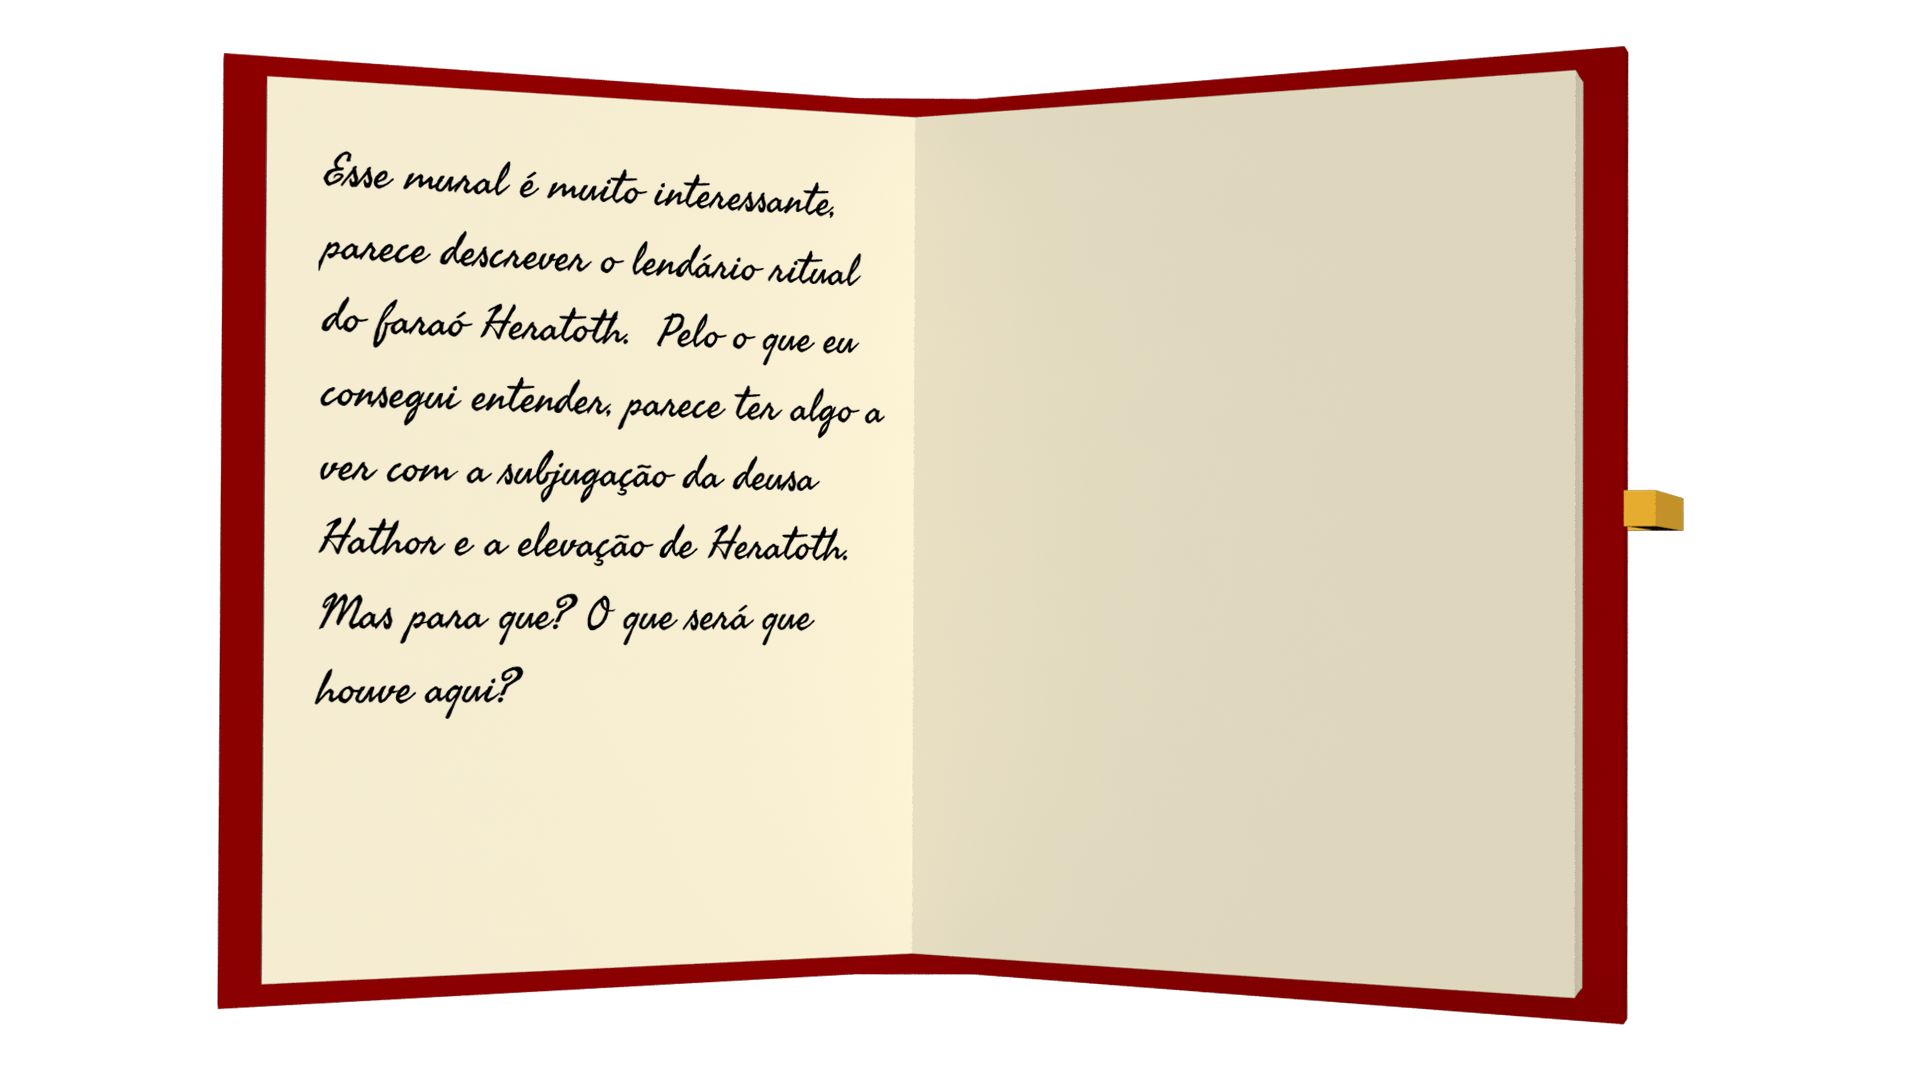 Esse mural é muito interessante,
parece descrever o lendário ritual
do faraó Heratoth. Pelo o que eu
consegui entender, parece ter algo a
ver com a subjugação da deusa
Hathor e a elevação de Heratoth.
Mas para que? O que será que
houve aqui?